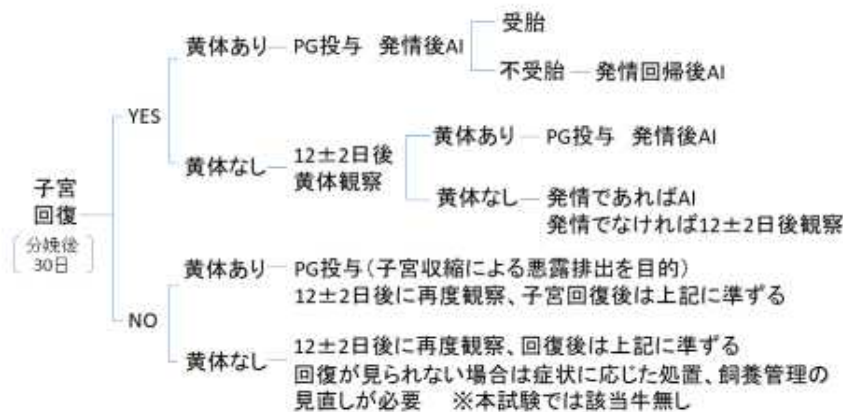 受胎
黄体あり PG投与 発情後AI
不受胎 発情回帰後AI
YES
黄体あり PG投与 発情後AI
黄体なし 12±2日後
黄体観察
黄体なし 発情であればAI
発情でなければ12±2日後観察
子宮
回復
分娩後
30日
黄体あり PG投与(子宮収縮による悪露排出を目的)
12±2日後に再度観察、子宮回復後は上記に準ずる
NO
黄体なし 12±2日後に再度観察、回復後は上記に準ずる
回復が見られない場合は症状に応じた処置、飼養管理の
見直しが必要 ※本試験では該当牛無し